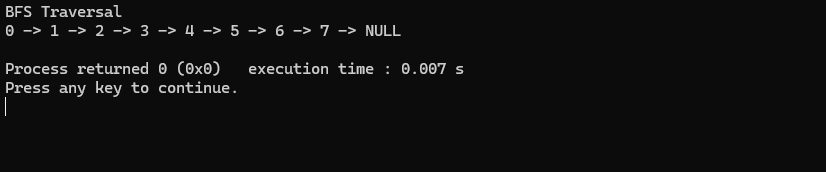 BFS Traversal
0 -> 1 -> 2 -> 3 -> 4 -> 5 -> 6 -> 7 -> NULL
Process returned 0 (0x0)   execution time : 0.007 s
Press any key to continue.